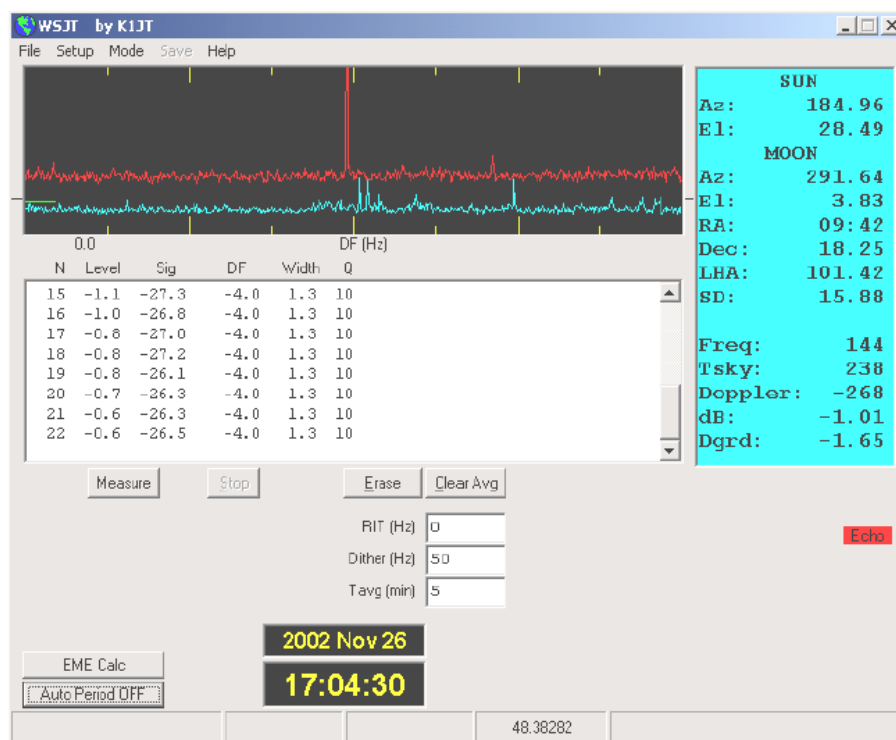 WSJT by K1JT
File Setup Mode Save Help
0.0 DF (Hz)
N Level Sig DF Width Q
15 -1.1 -27.3 -4.0 1.3 10
16 -1.0 -26.8 -4.0 1.3 10
17 -0.8 -27.0 -4.0 1.3 10
18 -0.8 -27.2 -4.0 1.3 10
19 -0.8 -26.1 -4.0 1.3 10
20 -0.7 -26.3 -4.0 1.3 10
21 -0.6 -26.3 -4.0 1.3 10
22 -0.6 -26.5 -4.0 1.3 10
SUN
Az: 184.96
El: 28.49
MOON
Az: 291.64
El: 3.83
RA: 09:42
Dec: 18.25
LHA: 101.42
SD: 15.88
Freq: 144
Tsky: 238
Doppler: -268
dB: -1.01
Dgrd: -1.65
Measure Stop Erase Clear Avg
RIT (Hz) 0
Echo
Dither (Hz) 50
Tavg (min) 5
2002 Nov 26
EME Calc
17:04:30
Auto Period OFF
48.38282